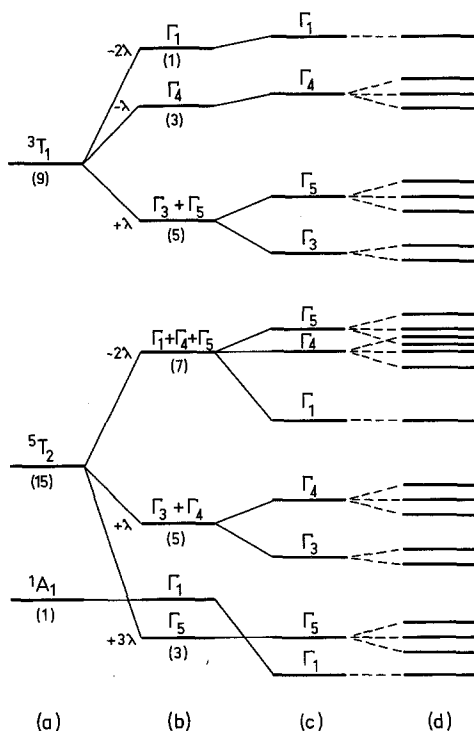 Γ₁
Γ₁
-2λ
(1)
Γ₄
Γ₄
-λ
(3)
³T₁
(9)
Γ₅
Γ₃ + Γ₅
+λ
(5)
Γ₃
Γ₅
Γ₁+Γ₄+Γ₅
Γ₄
-2λ
(7)
Γ₁
⁵T₂
(15)
Γ₄
Γ₃ + Γ₄
+λ
(5)
Γ₃
¹A₁
Γ₁
(1)
Γ₅
Γ₅
+3λ
(3)
Γ₁
(a) (b) (c) (d)